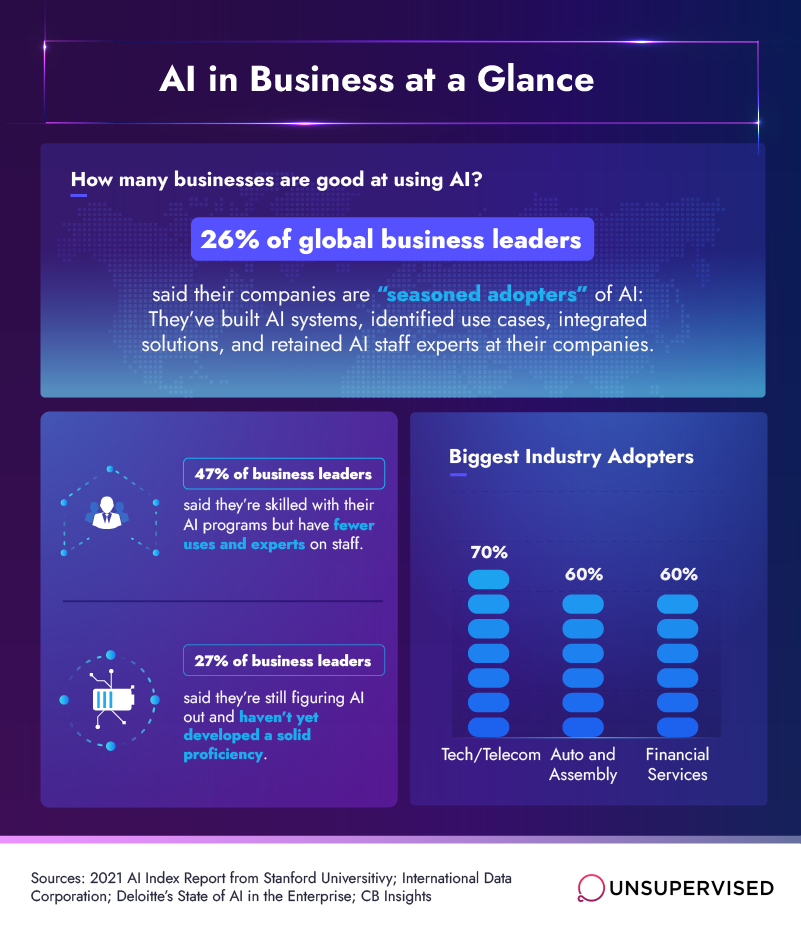 AI in Business at a Glance
How many businesses are good at using AI?
26% of global business leaders
said their companies are “seasoned adopters” of AI:
They’ve built AI systems, identified use cases, integrated
solutions, and retained AI staff experts at their companies.
47% of business leaders
said they’re skilled with their
AI programs but have fewer
uses and experts on staff.
27% of business leaders
said they’re still figuring AI
out and haven’t yet
developed a solid
proficiency.
Biggest Industry Adopters
70%
60%
60%
Tech/Telecom
Auto and
Assembly
Financial
Services
Sources: 2021 AI Index Report from Stanford Universitivy; International Data
Corporation; Deloitte’s State of AI in the Enterprise; CB Insights
UNSUPERVISED